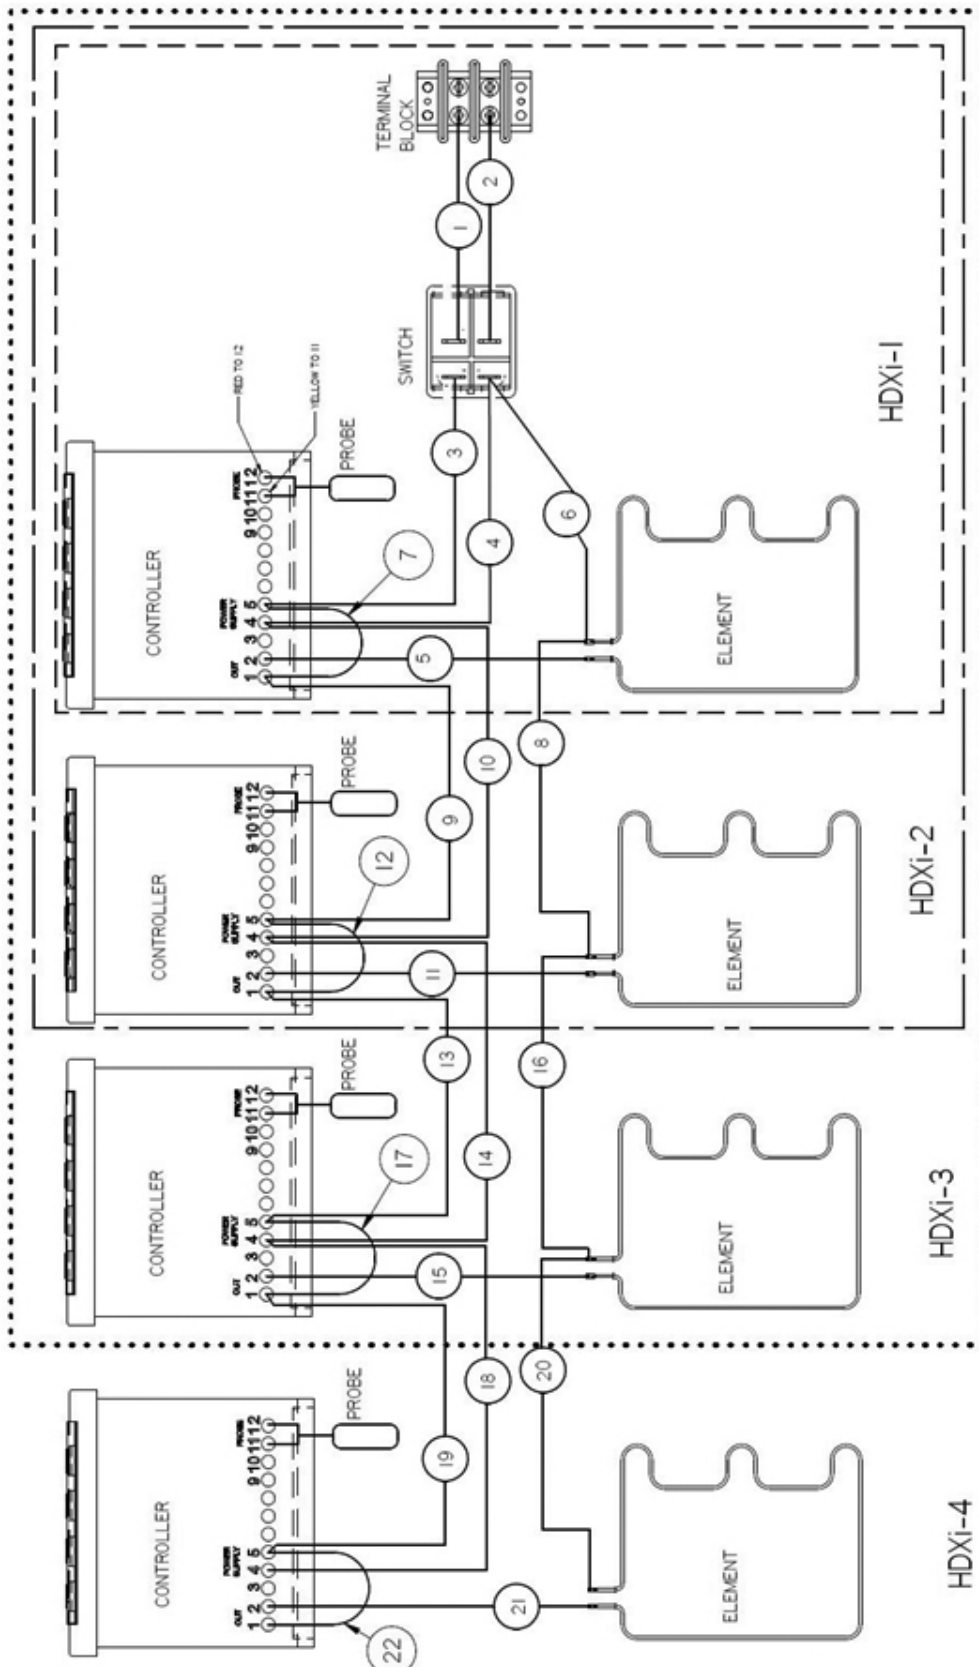 TERMINAL
BLOCK
1
2
SWITCH
RED TO 12
YELLOW TO 11
CONTROLLER
OUT
POWER
SUPPLY
PROBE
1 2 3 4 5 9 10 11 12
PROBE
3
4
5
6
7
ELEMENT
HDXi-1
CONTROLLER
OUT
POWER
SUPPLY
PROBE
1 2 3 4 5 9 10 11 12
PROBE
8
9
10
11
12
ELEMENT
HDXi-2
CONTROLLER
OUT
POWER
SUPPLY
PROBE
1 2 3 4 5 9 10 11 12
PROBE
13
14
15
16
17
ELEMENT
HDXi-3
CONTROLLER
OUT
POWER
SUPPLY
PROBE
1 2 3 4 5 9 10 11 12
PROBE
18
19
20
21
22
ELEMENT
HDXi-4